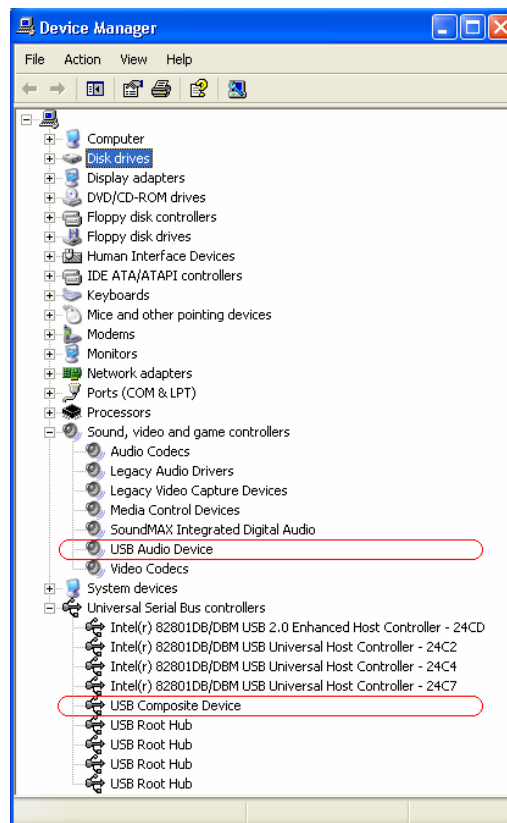 Device Manager
File Action View Help
Computer
Disk drives
Display adapters
DVD/CD-ROM drives
Floppy disk controllers
Floppy disk drives
Human Interface Devices
IDE ATA/ATAPI controllers
Keyboards
Mice and other pointing devices
Modems
Monitors
Network adapters
Ports (COM & LPT)
Processors
Sound, video and game controllers
Audio Codecs
Legacy Audio Drivers
Legacy Video Capture Devices
Media Control Devices
SoundMAX Integrated Digital Audio
USB Audio Device
Video Codecs
System devices
Universal Serial Bus controllers
Intel(r) 82801DB/DBM USB 2.0 Enhanced Host Controller - 24CD
Intel(r) 82801DB/DBM USB Universal Host Controller - 24C2
Intel(r) 82801DB/DBM USB Universal Host Controller - 24C4
Intel(r) 82801DB/DBM USB Universal Host Controller - 24C7
USB Composite Device
USB Root Hub
USB Root Hub
USB Root Hub
USB Root Hub